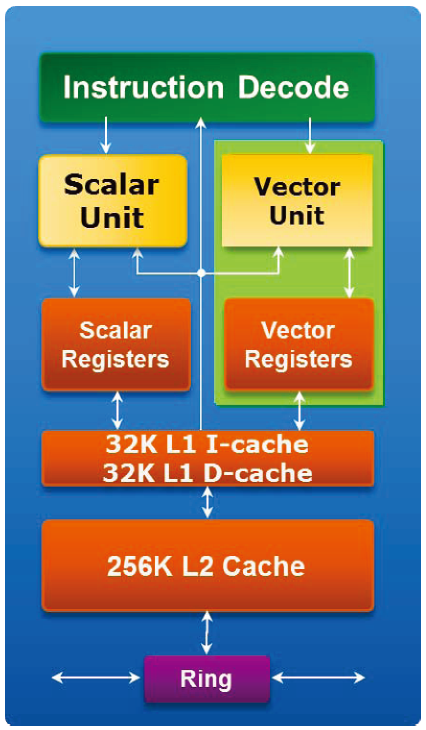 Instruction Decode
Scalar
Unit
Vector
Unit
Scalar
Registers
Vector
Registers
32K L1 I-cache
32K L1 D-cache
256K L2 Cache
Ring